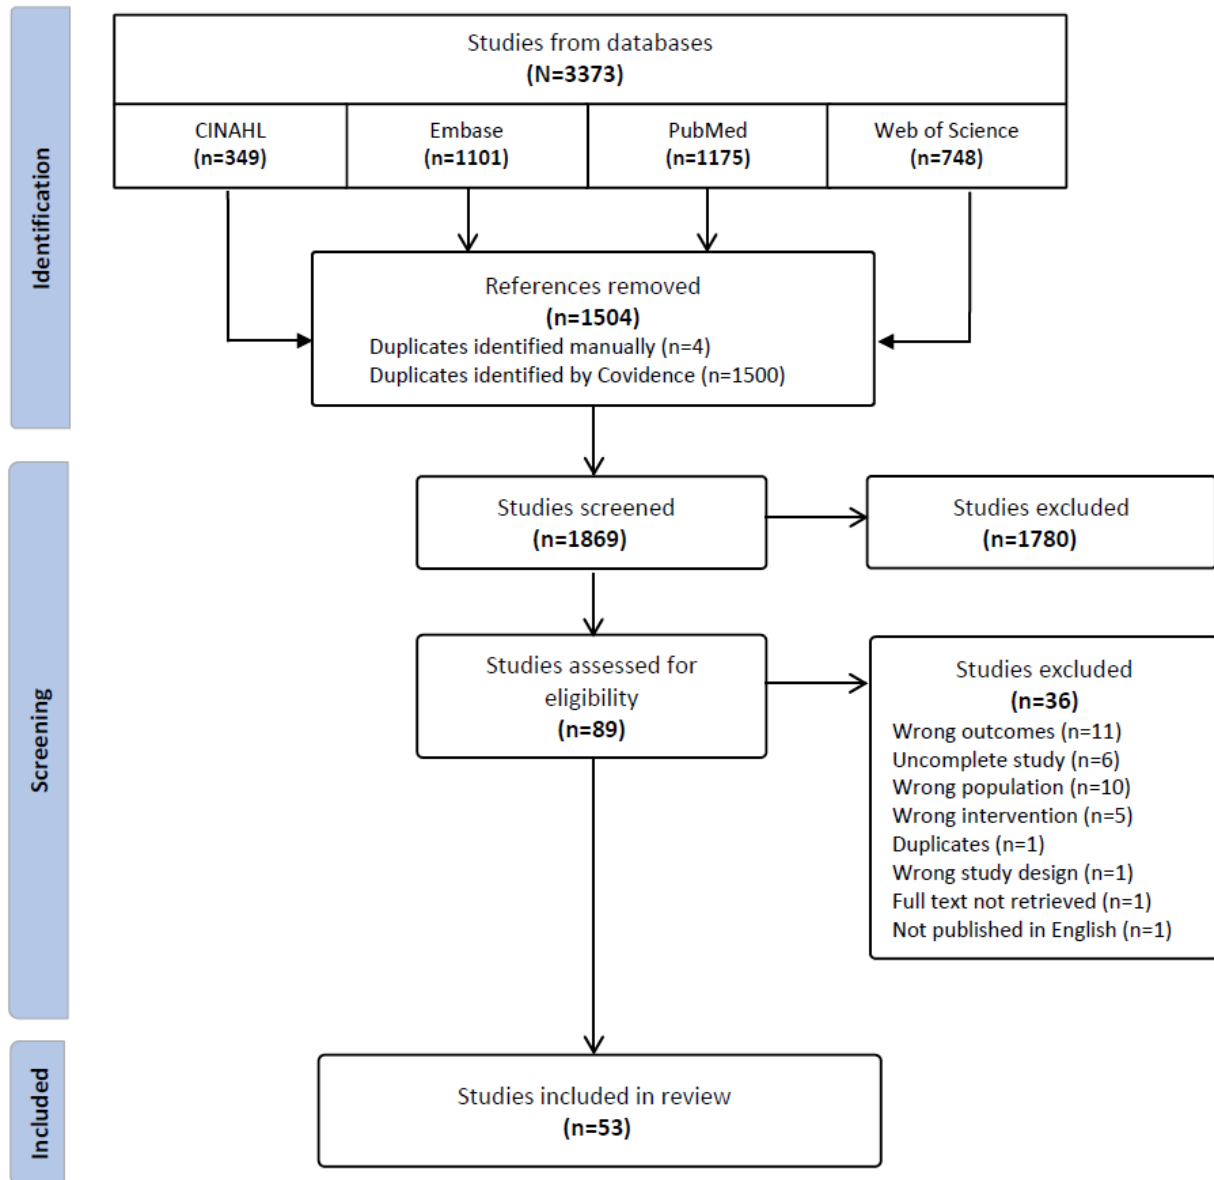 Identification
Studies from databases
(N=3373)
CINAHL
(n=349)
Embase
(n=1101)
PubMed
(n=1175)
Web of Science
(n=748)
References removed
(n=1504)
Duplicates identified manually (n=4)
Duplicates identified by Covidence (n=1500)
Screening
Studies screened
(n=1869)
Studies excluded
(n=1780)
Studies assessed for
eligibility
(n=89)
Studies excluded
(n=36)
Wrong outcomes (n=11)
Uncomplete study (n=6)
Wrong population (n=10)
Wrong intervention (n=5)
Duplicates (n=1)
Wrong study design (n=1)
Full text not retrieved (n=1)
Not published in English (n=1)
Included
Studies included in review
(n=53)